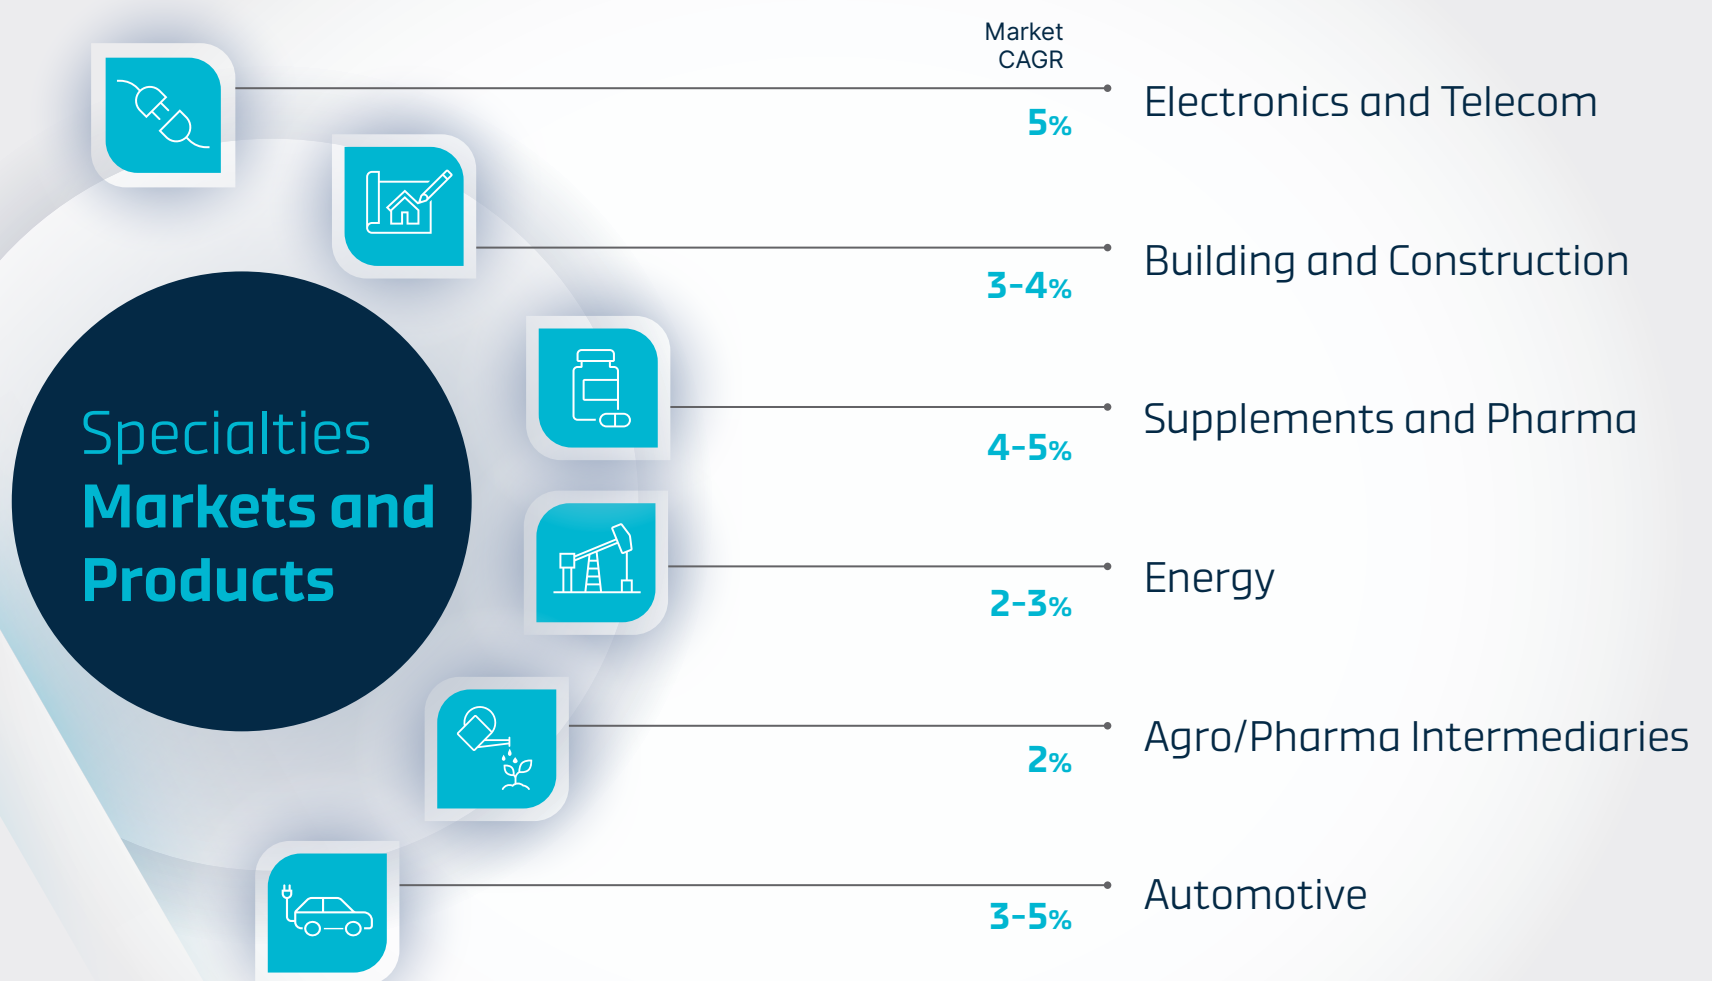 Market
CAGR
Electronics and Telecom
5%
Building and Construction
3-4%
Supplements and Pharma
4-5%
Energy
2-3%
Agro/Pharma Intermediaries
2%
Automotive
3-5%
Specialties
Markets and
Products